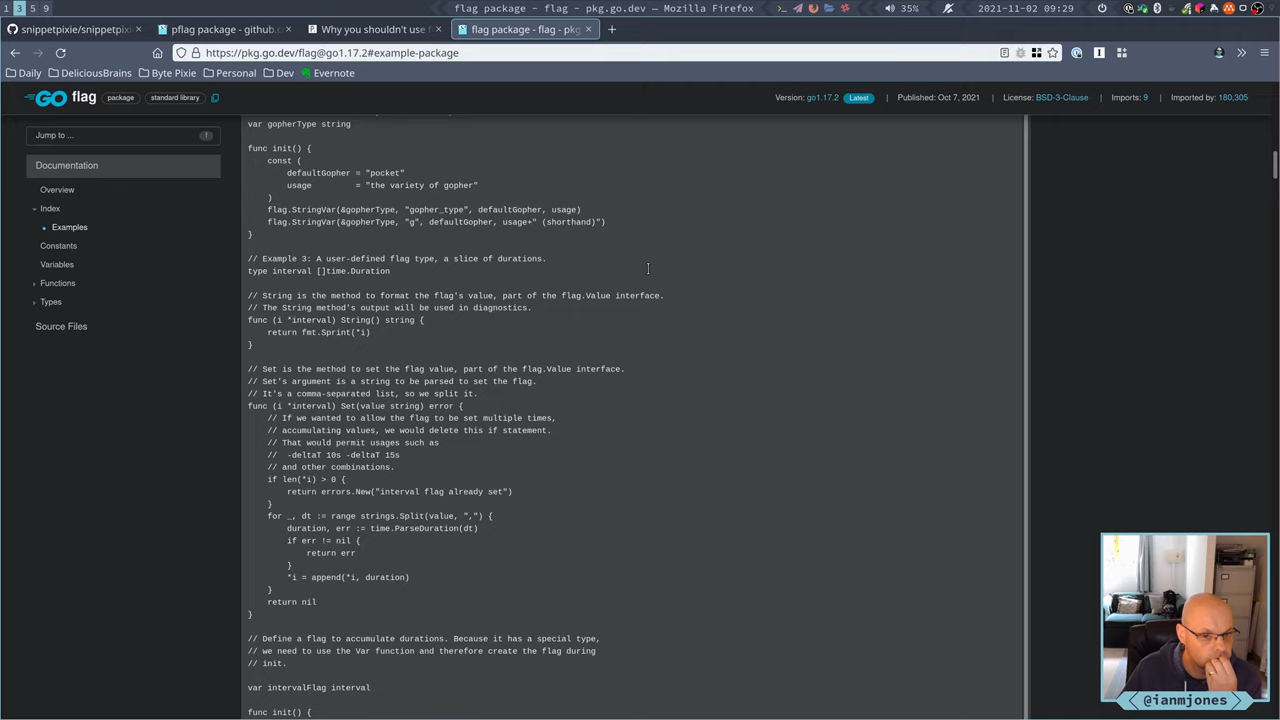 1 3 5 9
flag package - flag - pkg.go.dev — Mozilla Firefox
35%
2021-11-02 09:29
snippetpixie/snippetpixi
pflag package - github.c
Why you shouldn't use f
flag package - flag - pkg
https://pkg.go.dev/flag@go1.17.2#example-package
Daily
DeliciousBrains
Byte Pixie
Personal
Dev
Evernote
GO flag package standard library
Version: go1.17.2 Latest
Published: Oct 7, 2021
License: BSD-3-Clause
Imports: 9
Imported by: 180,305
Jump to ...
f
Documentation
Overview
Index
Examples
Constants
Variables
Functions
Types
Source Files
var gopherType string
func init() {
const (
defaultGopher = "pocket"
usage         = "the variety of gopher"
)
flag.StringVar(&gopherType, "gopher_type", defaultGopher, usage)
flag.StringVar(&gopherType, "g", defaultGopher, usage+" (shorthand)")
}
// Example 3: A user-defined flag type, a slice of durations.
type interval []time.Duration
// String is the method to format the flag's value, part of the flag.Value interface.
// The String method's output will be used in diagnostics.
func (i *interval) String() string {
return fmt.Sprint(*i)
}
// Set is the method to set the flag value, part of the flag.Value interface.
// Set's argument is a string to be parsed to set the flag.
// It's a comma-separated list, so we split it.
func (i *interval) Set(value string) error {
// If we wanted to allow the flag to be set multiple times,
// accumulating values, we would delete this if statement.
// That would permit usages such as
//  -deltaT 10s -deltaT 15s
// and other combinations.
if len(*i) > 0 {
return errors.New("interval flag already set")
}
for _, dt := range strings.Split(value, ",") {
duration, err := time.ParseDuration(dt)
if err != nil {
return err
}
*i = append(*i, duration)
}
return nil
}
// Define a flag to accumulate durations. Because it has a special type,
// we need to use the Var function and therefore create the flag during
// init.
var intervalFlag interval
func init() {
@ianmjones